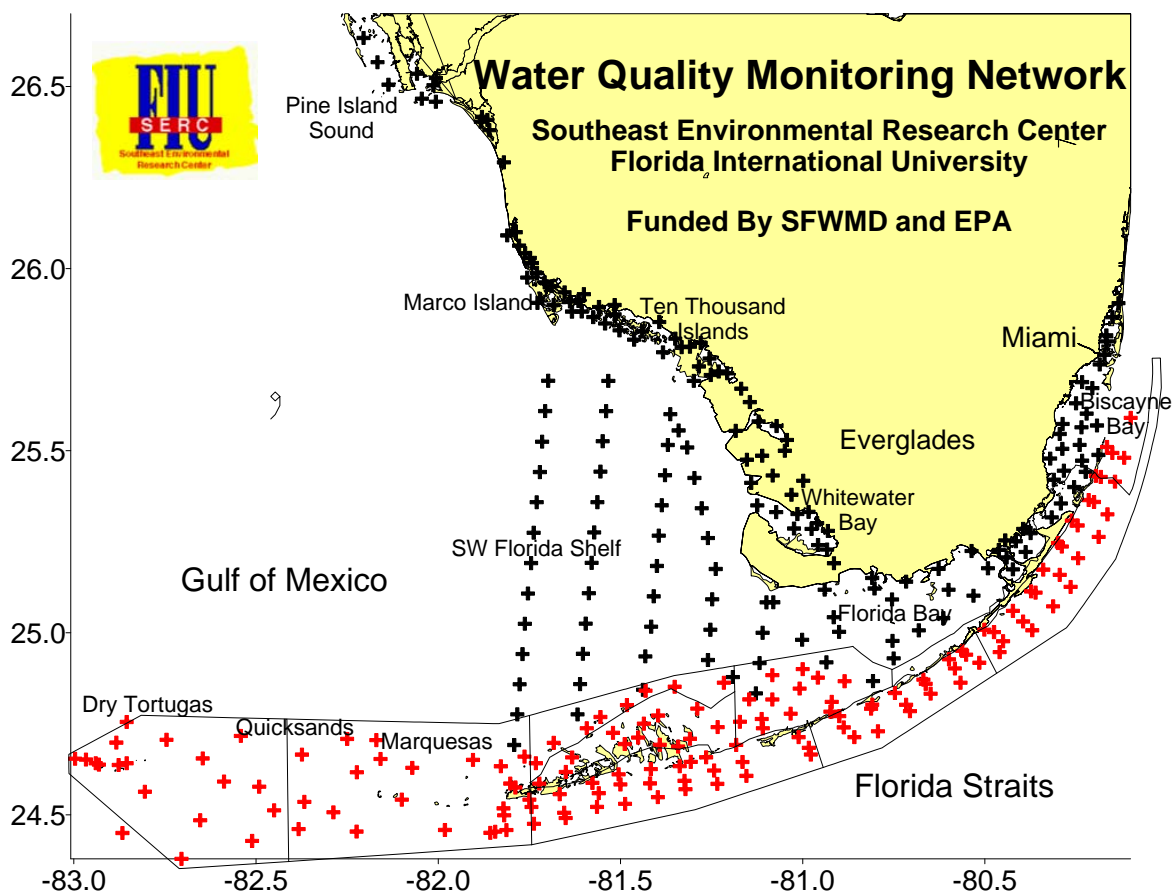 Water Quality Monitoring Network
Southeast Environmental Research Center
Florida International University
Funded By SFWMD and EPA
FIU
SERC
Southeast Environmental
Research Center
Pine Island
Sound
Marco Island
Ten Thousand
Islands
Miami
Biscayne
Bay
Everglades
Whitewater
Bay
SW Florida Shelf
Gulf of Mexico
Florida Bay
Dry Tortugas
Quicksands
Marquesas
Florida Straits
26.5
26.0
25.5
25.0
24.5
-83.0
-82.5
-82.0
-81.5
-81.0
-80.5